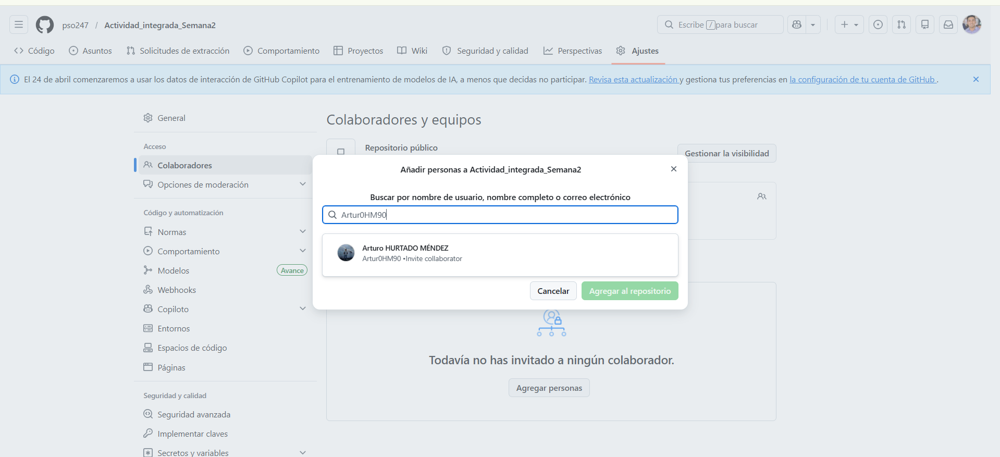 pso247 / Actividad_integrada_Semana2
Escribe / para buscar
Código
Asuntos
Solicitudes de extracción
Comportamiento
Proyectos
Wiki
Seguridad y calidad
Perspectivas
Ajustes
El 24 de abril comenzaremos a usar los datos de interacción de GitHub Copilot para el entrenamiento de modelos de IA, a menos que decidas no participar. Revisa esta actualización y gestiona tus preferencias en la configuración de tu cuenta de GitHub .
General
Acceso
Colaboradores
Opciones de moderación
Código y automatización
Normas
Comportamiento
Modelos
Avance
Webhooks
Copiloto
Entornos
Espacios de código
Páginas
Seguridad y calidad
Seguridad avanzada
Implementar claves
Secretos y variables
Colaboradores y equipos
Repositorio público
Gestionar la visibilidad
Añadir personas a Actividad_integrada_Semana2
Buscar por nombre de usuario, nombre completo o correo electrónico
Artur0HM90
Arturo HURTADO MÉNDEZ
Artur0HM90 •Invite collaborator
Cancelar
Agregar al repositorio
Todavía no has invitado a ningún colaborador.
Agregar personas